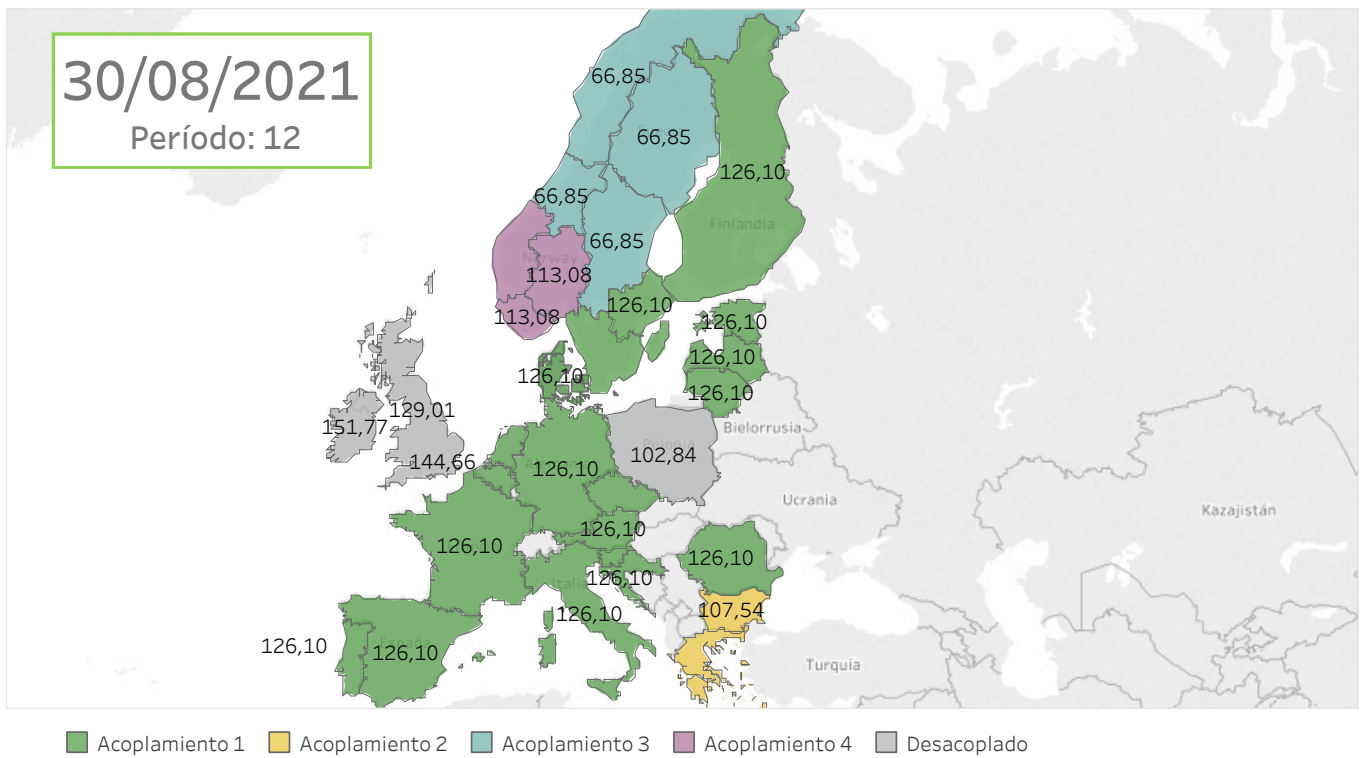 30/08/2021
Período: 12
66,85
66,85
126,10
66,85
Finlandia
66,85
Norway
113,08
126,10
113,08
126,10
126,10
126,10
126,10
129,01
151,77
Bielorrusia
Polonia
102,84
144,66
126,10
Ucrania
Kazajistán
126,10
126,10
126,10
Italia
126,10
107,54
126,10
126,10
España
126,10
Turquía
Acoplamiento 1
Acoplamiento 2
Acoplamiento 3
Acoplamiento 4
Desacoplado